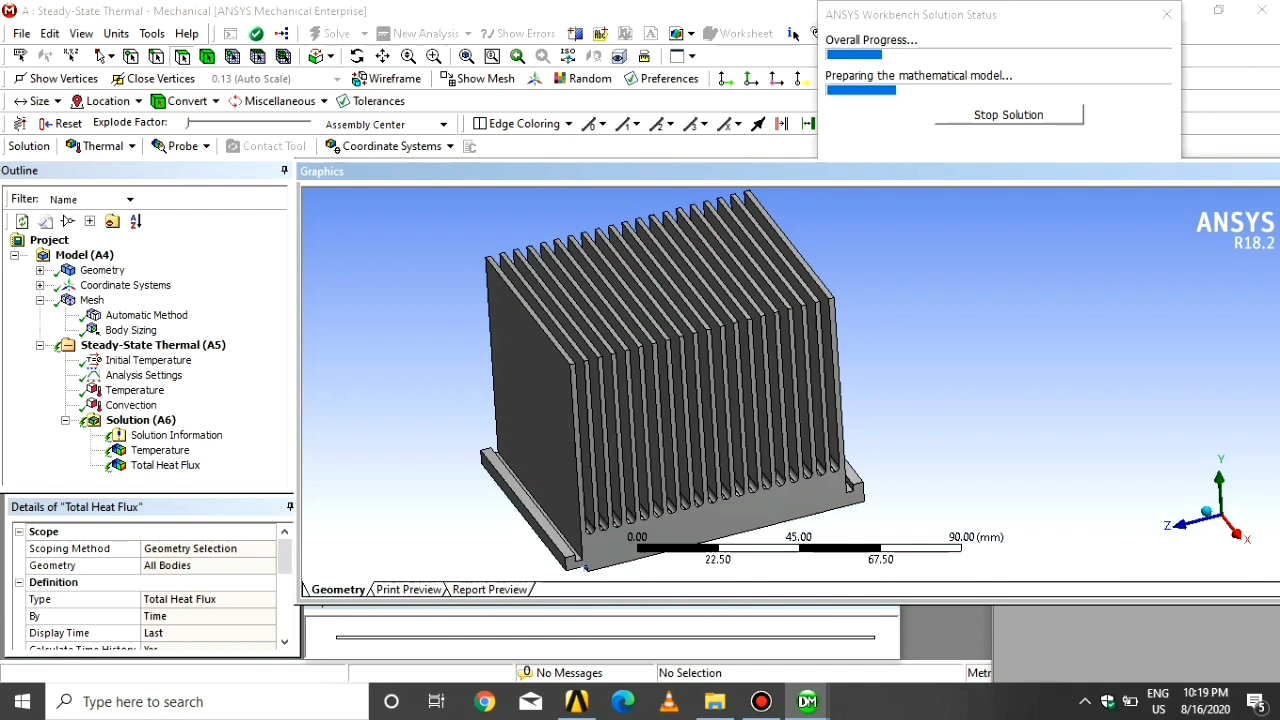 A : Steady-State Thermal - Mechanical [ANSYS Mechanical Enterprise]
ANSYS Workbench Solution Status
File Edit View Units Tools Help Solve New Analysis Show Errors Worksheet
Overall Progress...
Preparing the mathematical model...
Stop Solution
Show Vertices Close Vertices 0.13 (Auto Scale) Wireframe Show Mesh Random Preferences
Size Location Convert Miscellaneous Tolerances
Reset Explode Factor: Assembly Center Edge Coloring
Solution Thermal Probe Contact Tool Coordinate Systems
Outline
Graphics
Filter: Name
Project
Model (A4)
Geometry
Coordinate Systems
Mesh
Automatic Method
Body Sizing
Steady-State Thermal (A5)
Initial Temperature
Analysis Settings
Temperature
Convection
Solution (A6)
Solution Information
Temperature
Total Heat Flux
ANSYS
R18.2
Y
Z
X
Details of "Total Heat Flux"
Scope
Scoping Method Geometry Selection
Geometry All Bodies
Definition
Type Total Heat Flux
By Time
Display Time Last
Calculate Time History Yes
0.00 45.00 90.00 (mm)
22.50 67.50
Geometry Print Preview Report Preview
0 No Messages No Selection Metr
Type here to search
DM
ENG
US
10:19 PM
8/16/2020
5